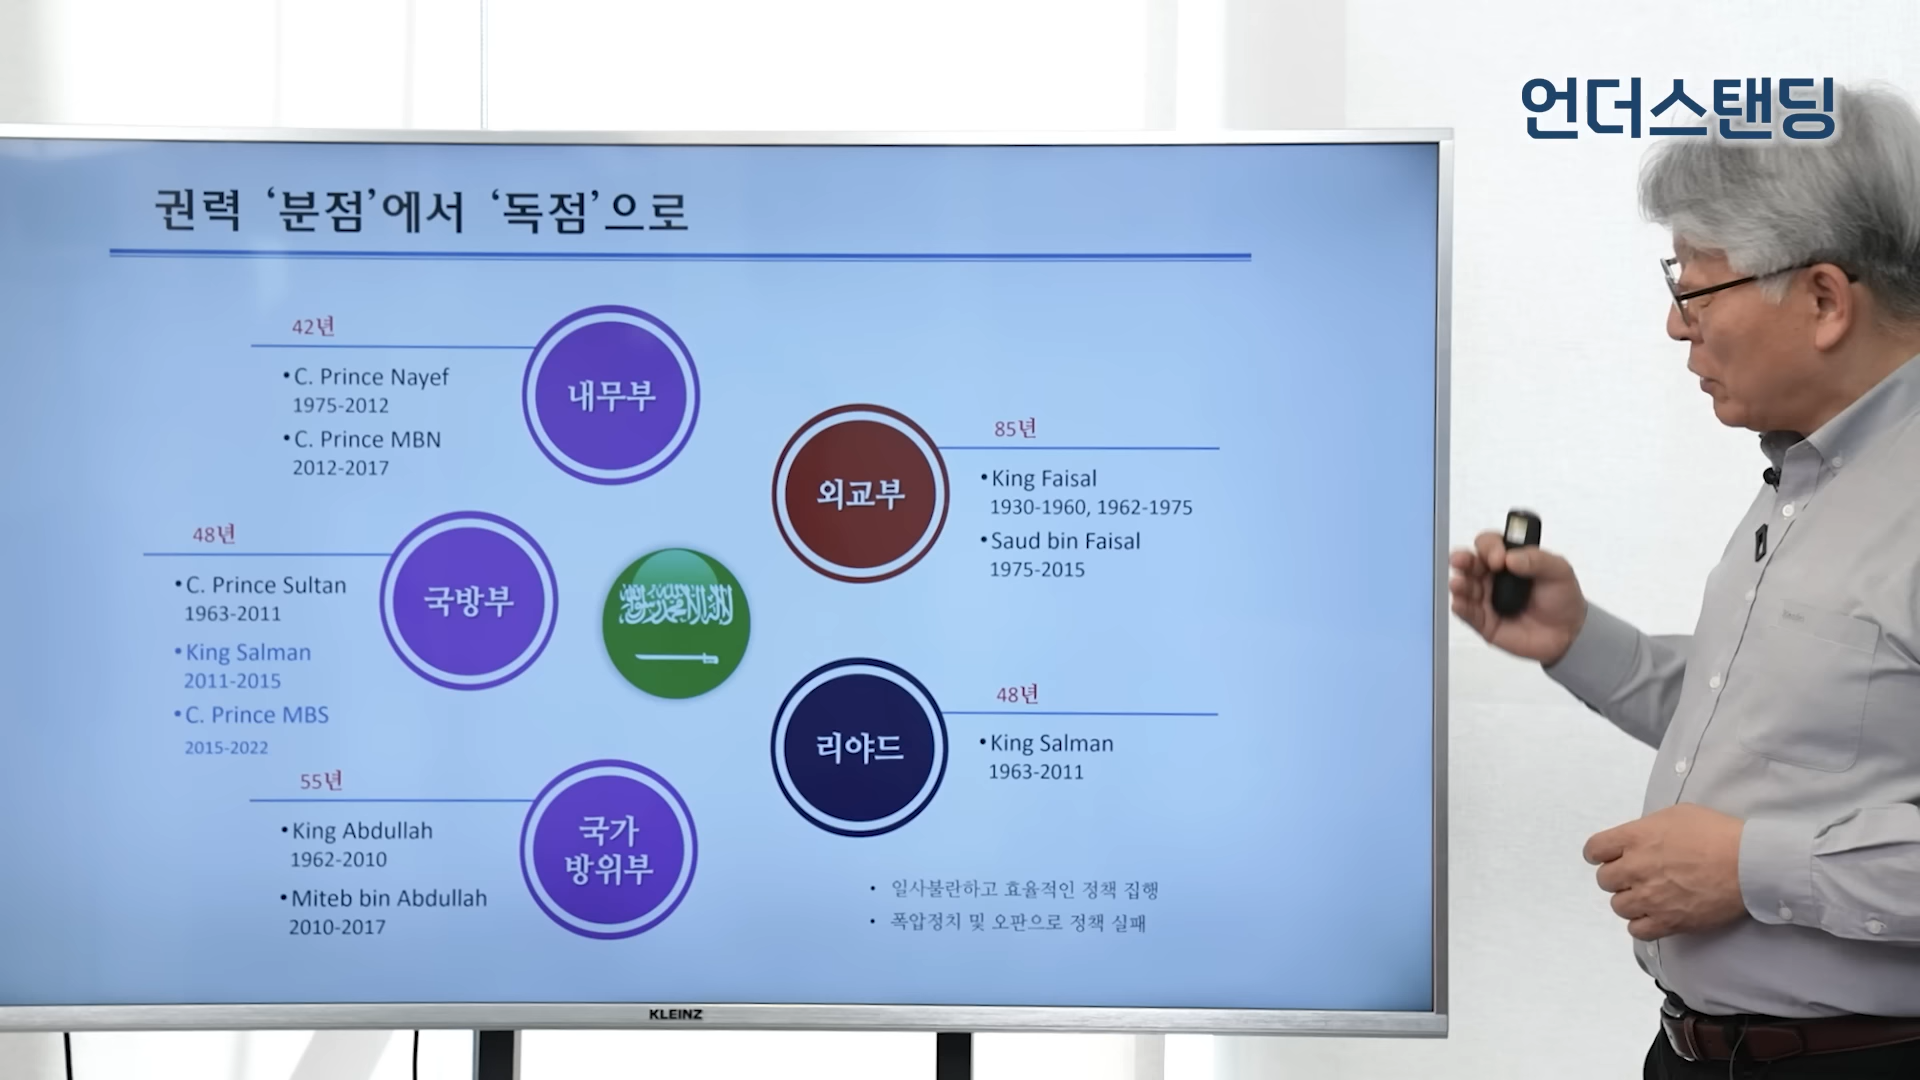 언더스탠딩
권력 ‘분점’에서 ‘독점’으로
42년
•C. Prince Nayef
1975-2012
•C. Prince MBN
2012-2017
내무부
85년
•King Faisal
1930-1960, 1962-1975
•Saud bin Faisal
1975-2015
외교부
48년
•C. Prince Sultan
1963-2011
•King Salman
2011-2015
•C. Prince MBS
2015-2022
국방부
48년
•King Salman
1963-2011
리야드
55년
•King Abdullah
1962-2010
•Miteb bin Abdullah
2010-2017
국가
방위부
• 일사불란하고 효율적인 정책 집행
• 폭압정치 및 오판으로 정책 실패
KLEINZ